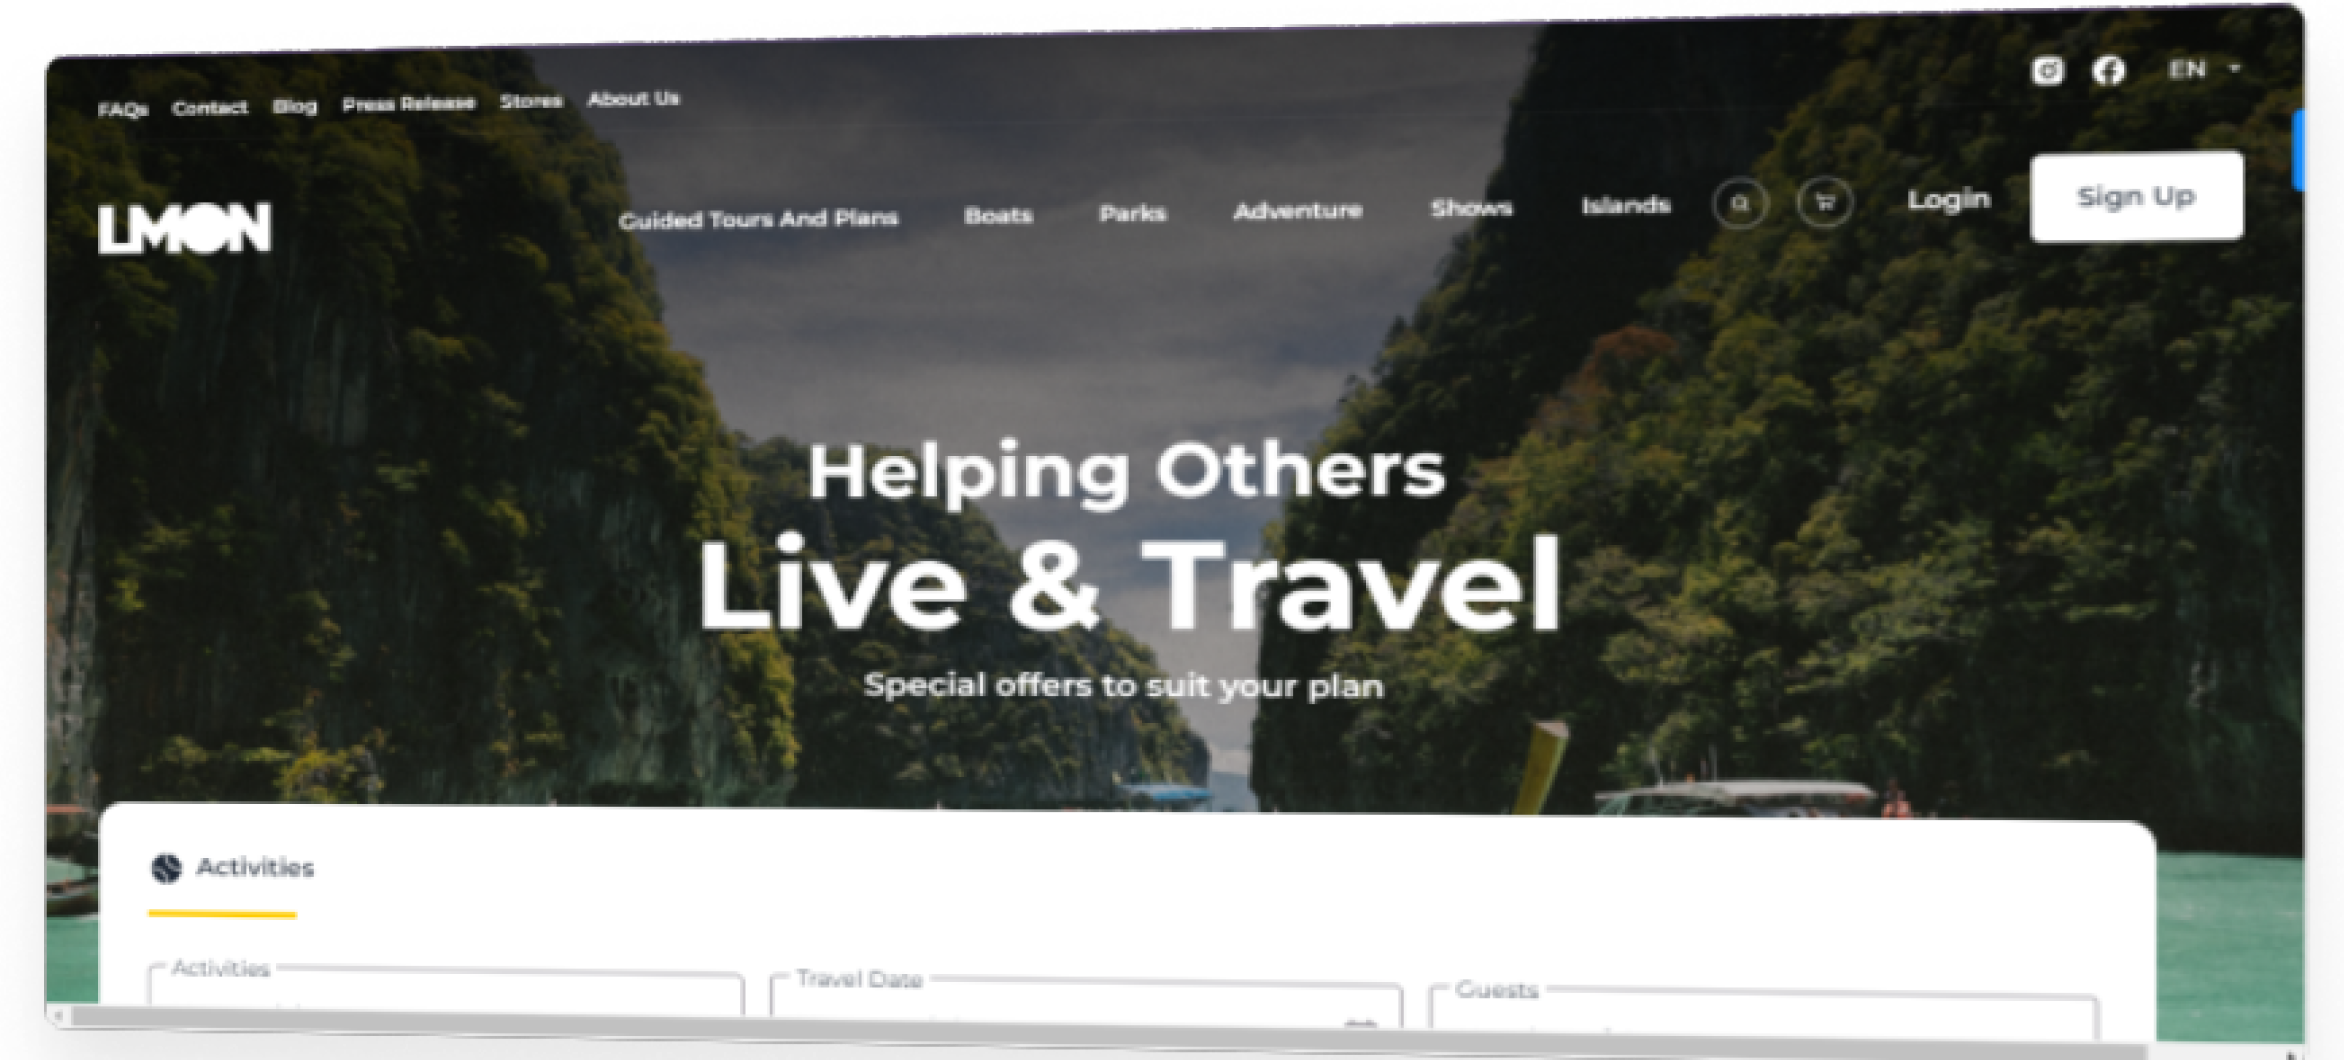 FAQs Contact Blog Press Release Stores About Us EN
LMON Guided Tours And Plans Boats Parks Adventure Shows Islands Login Sign Up
Helping Others
Live & Travel
Special offers to suit your plan
Activities
Activities Travel Date Guests